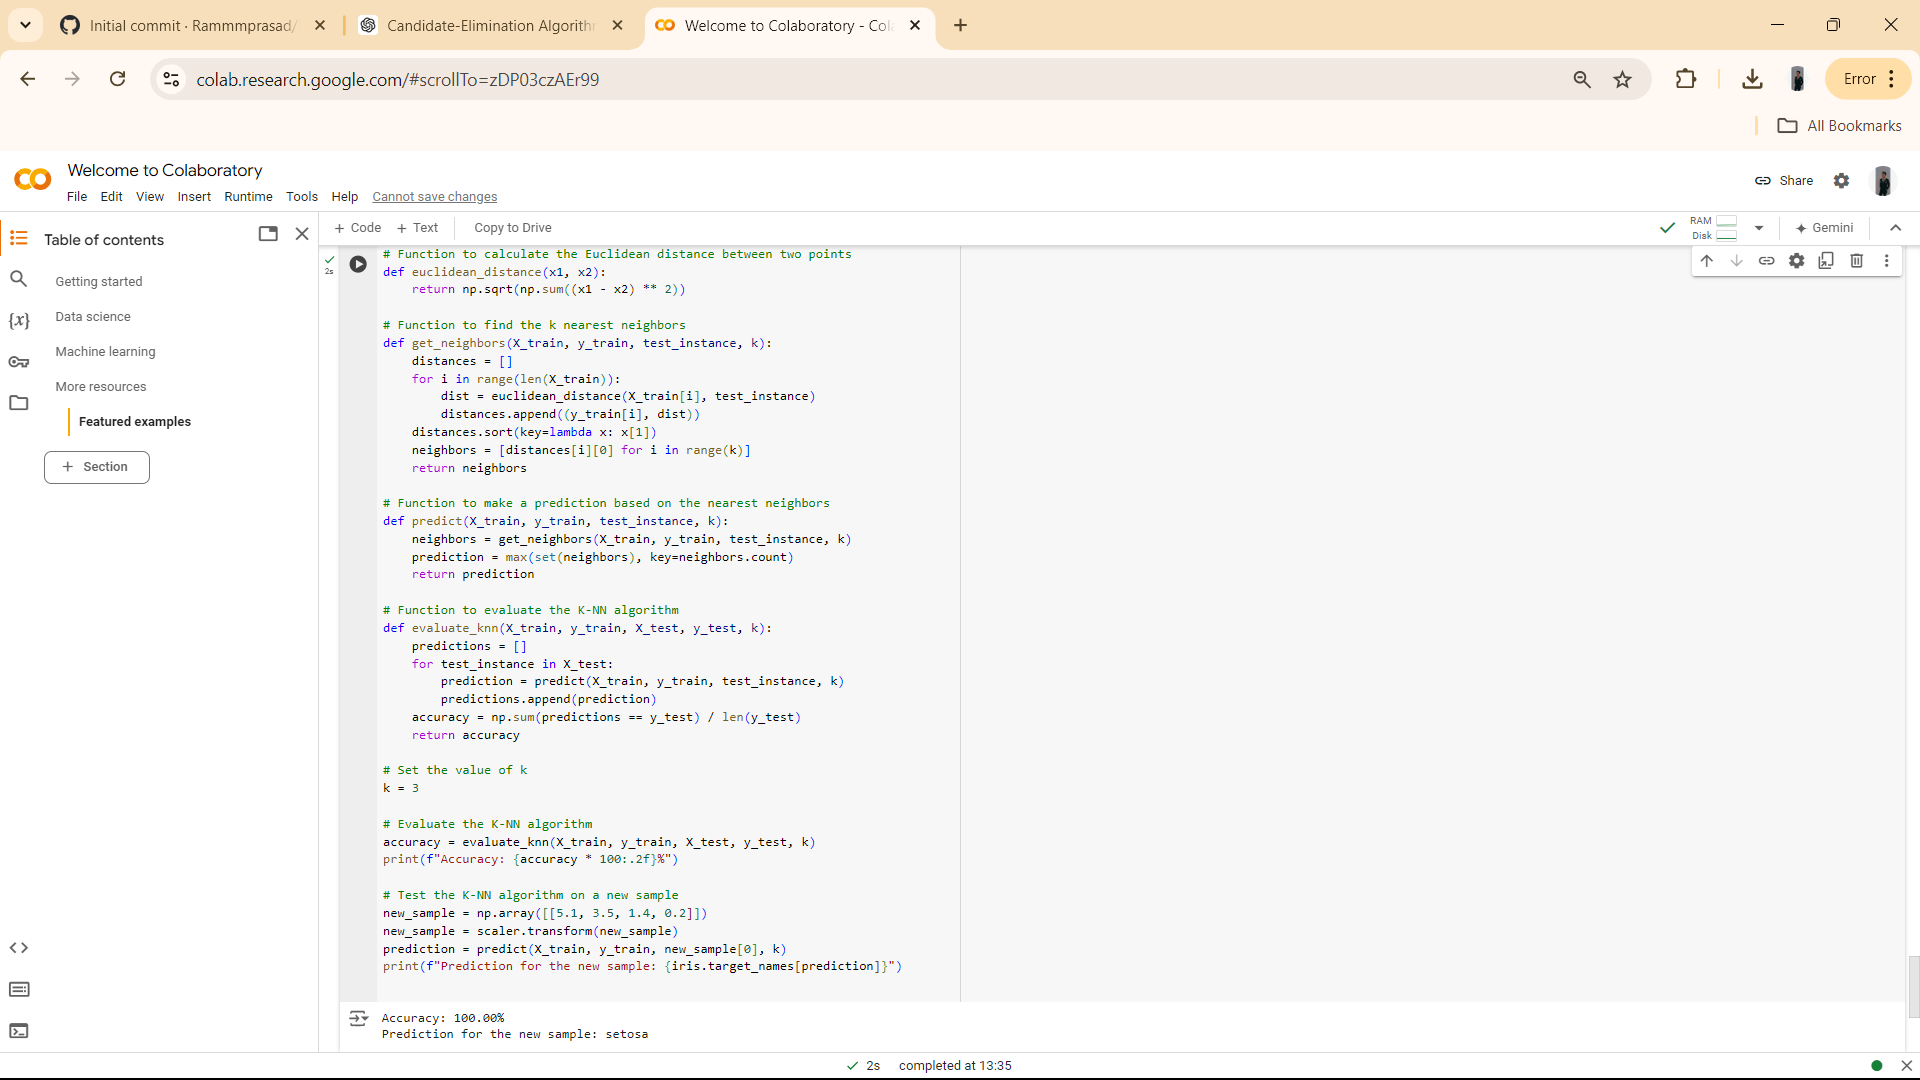 Initial commit · Rammmprasad/
Candidate-Elimination Algorith
Welcome to Colaboratory - Cola
colab.research.google.com/#scrollTo=zDP03czAEr99
Error
All Bookmarks
Welcome to Colaboratory
File Edit View Insert Runtime Tools Help Cannot save changes
Share
Table of contents
+ Code + Text Copy to Drive
RAM
Disk
Gemini
Getting started
Data science
Machine learning
More resources
Featured examples
+ Section
{x}
2s
# Function to calculate the Euclidean distance between two points
def euclidean_distance(x1, x2):
    return np.sqrt(np.sum((x1 - x2) ** 2))
# Function to find the k nearest neighbors
def get_neighbors(X_train, y_train, test_instance, k):
    distances = []
    for i in range(len(X_train)):
        dist = euclidean_distance(X_train[i], test_instance)
        distances.append((y_train[i], dist))
    distances.sort(key=lambda x: x[1])
    neighbors = [distances[i][0] for i in range(k)]
    return neighbors
# Function to make a prediction based on the nearest neighbors
def predict(X_train, y_train, test_instance, k):
    neighbors = get_neighbors(X_train, y_train, test_instance, k)
    prediction = max(set(neighbors), key=neighbors.count)
    return prediction
# Function to evaluate the K-NN algorithm
def evaluate_knn(X_train, y_train, X_test, y_test, k):
    predictions = []
    for test_instance in X_test:
        prediction = predict(X_train, y_train, test_instance, k)
        predictions.append(prediction)
    accuracy = np.sum(predictions == y_test) / len(y_test)
    return accuracy
# Set the value of k
k = 3
# Evaluate the K-NN algorithm
accuracy = evaluate_knn(X_train, y_train, X_test, y_test, k)
print(f"Accuracy: {accuracy * 100:.2f}%")
# Test the K-NN algorithm on a new sample
new_sample = np.array([[5.1, 3.5, 1.4, 0.2]])
new_sample = scaler.transform(new_sample)
prediction = predict(X_train, y_train, new_sample[0], k)
print(f"Prediction for the new sample: {iris.target_names[prediction]}")
Accuracy: 100.00%
Prediction for the new sample: setosa
2s completed at 13:35